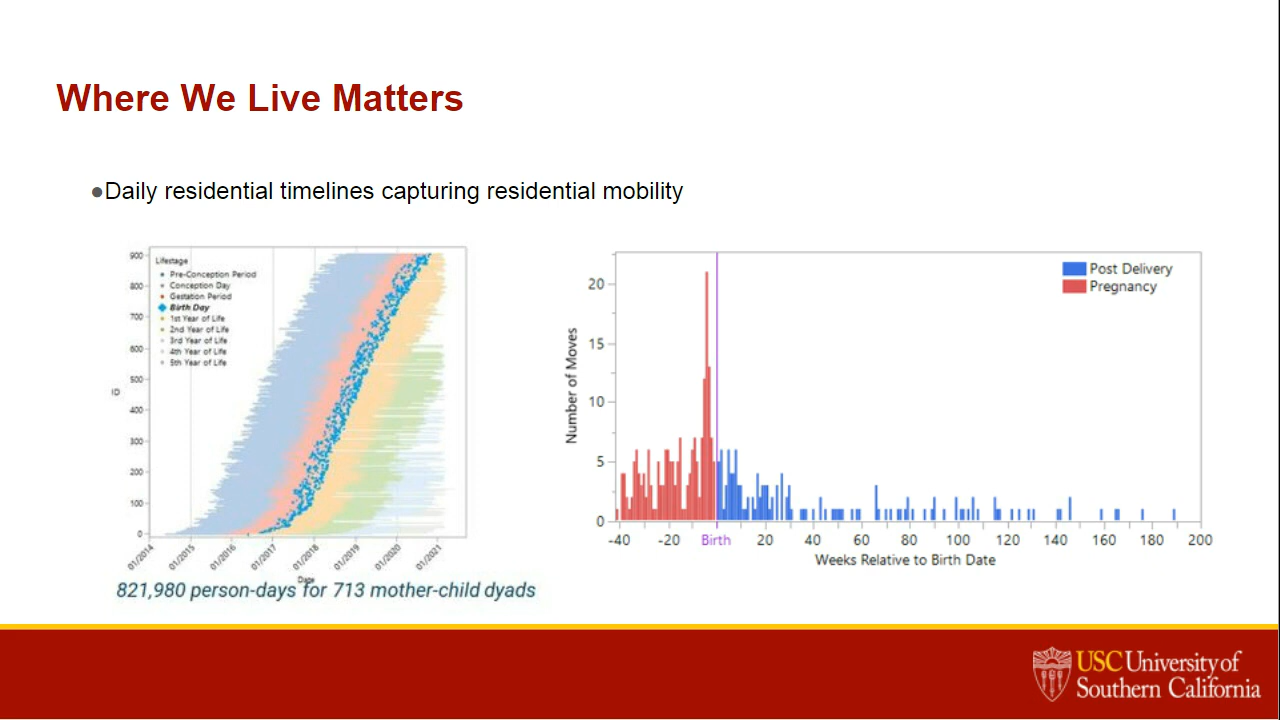 Where We Live Matters
●Daily residential timelines capturing residential mobility
900
800
700
600
500
400
300
200
100
0
ID
Lifestage
Pre-Conception Period
Conception Day
Gestation Period
Birth Day
1st Year of Life
2nd Year of Life
3rd Year of Life
4th Year of Life
5th Year of Life
01/2014
01/2015
01/2016
01/2017
01/2018
01/2019
01/2020
01/2021
Date
821,980 person-days for 713 mother-child dyads
Number of Moves
20
15
10
5
0
Post Delivery
Pregnancy
-40 -20 Birth 20 40 60 80 100 120 140 160 180 200
Weeks Relative to Birth Date
USC University of
Southern California